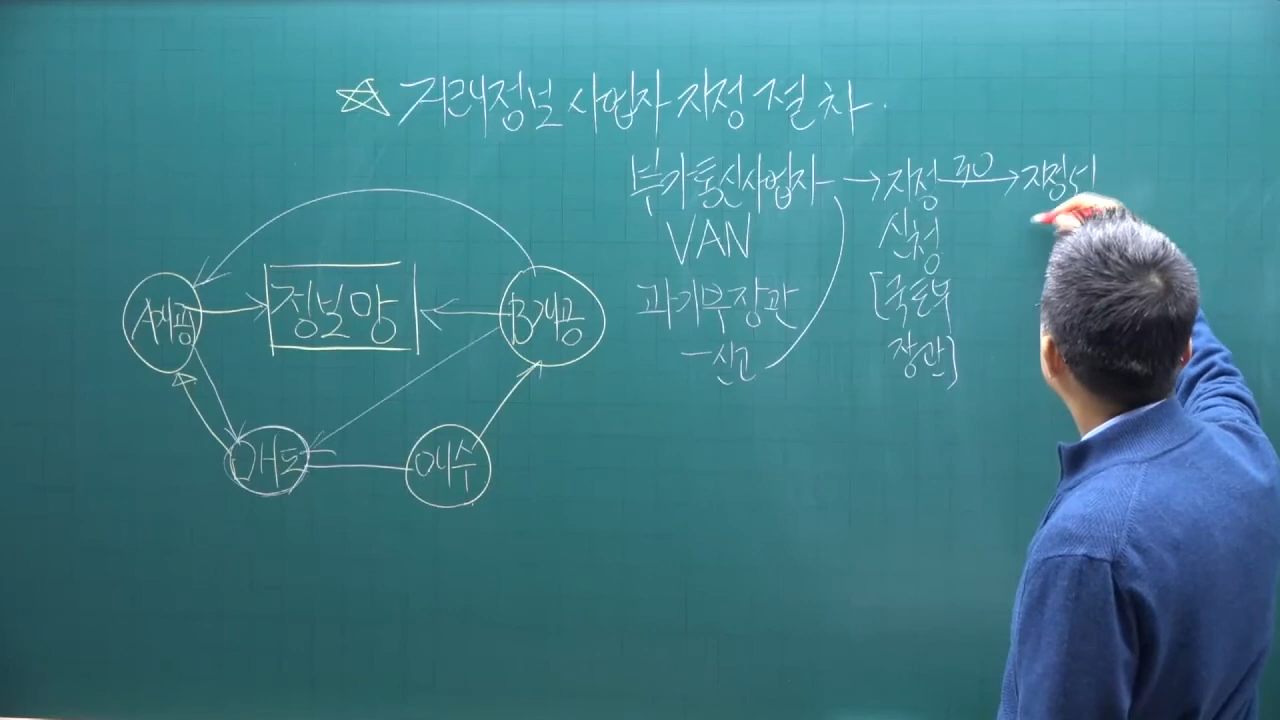 ☆ 거래정보 사업자 지정 절차.
부가통신사업자 → 지정 30 → 지정서
VAN
신청
과기부장관
[국토부
-신고
장관]
A개공
정보망
B개공
매도
매수